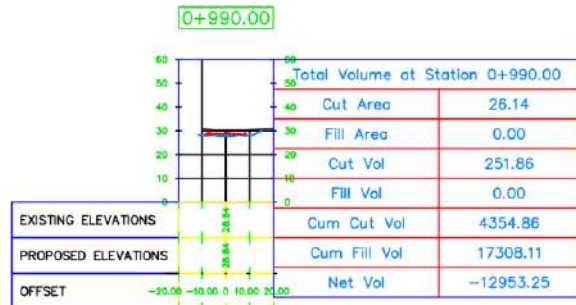 0+990.00
60 60
50 50
40 40
30 30
20 20
10 10
0 0
Total Volume at Station 0+990.00
Cut Area 26.14
Fill Area 0.00
Cut Vol 251.86
Fill Vol 0.00
Cum Cut Vol 4354.86
Cum Fill Vol 17308.11
Net Vol -12953.25
EXISTING ELEVATIONS 28.64
PROPOSED ELEVATIONS 28.64
OFFSET -20.00 -10.00 0 10.00 20.00